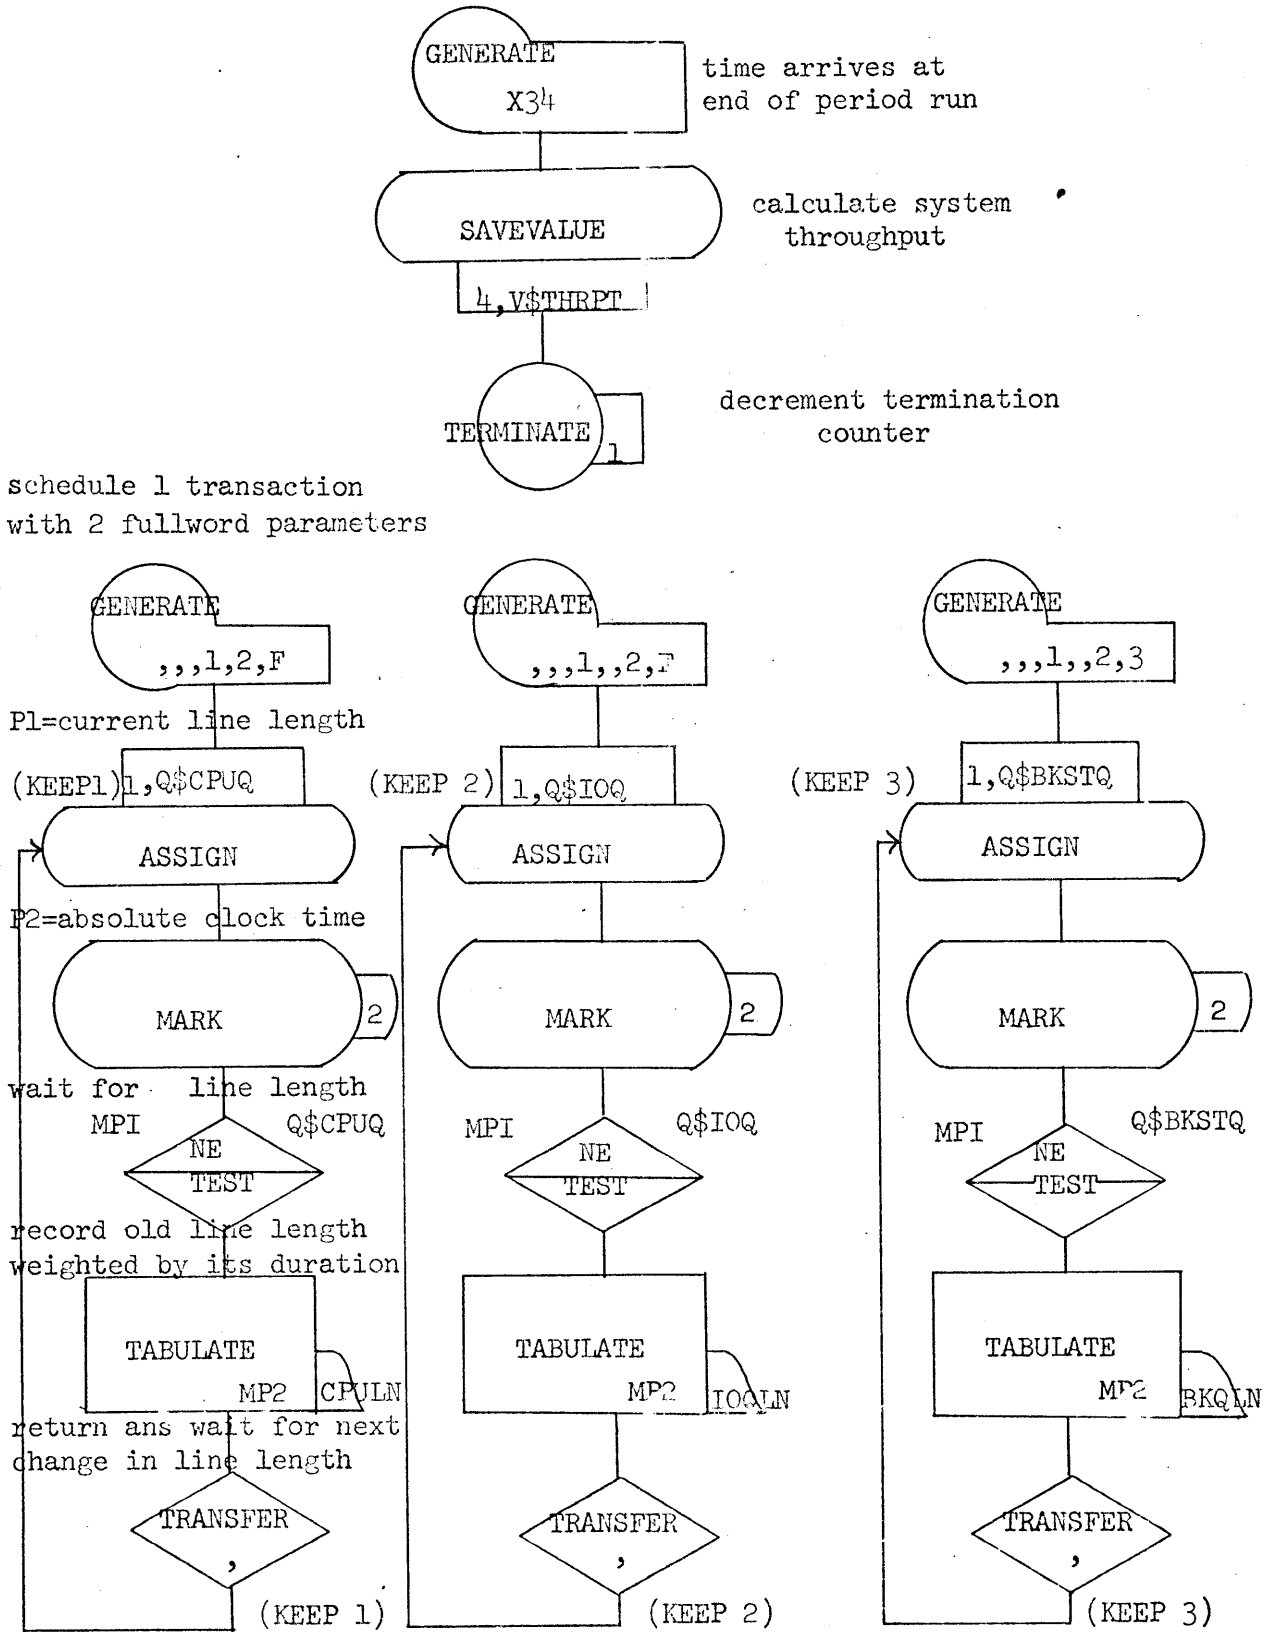 GENERATE
X34
time arrives at
end of period run
SAVEVALUE
4,V$THRPT
calculate system
throughput
TERMINATE
1
decrement termination
counter
schedule 1 transaction
with 2 fullword parameters
GENERATE
,,,1,2,F
GENERATE
,,,1,,2,F
GENERATE
,,,1,,2,3
P1=current line length
(KEEP1)
1,Q$CPUQ
(KEEP 2)
1,Q$IOQ
(KEEP 3)
1,Q$BKSTQ
ASSIGN
ASSIGN
ASSIGN
P2=absolute clock time
MARK
2
MARK
2
MARK
2
wait for line length
MPI
Q$CPUQ
NE
TEST
MPI
Q$IOQ
NE
TEST
MPI
Q$BKSTQ
NE
TEST
record old line length
weighted by its duration
TABULATE
MP2
CPULN
TABULATE
MP2
IOQLN
TABULATE
MP2
BKQLN
return ans wait for next
change in line length
TRANSFER
,
(KEEP 1)
TRANSFER
,
(KEEP 2)
TRANSFER
,
(KEEP 3)